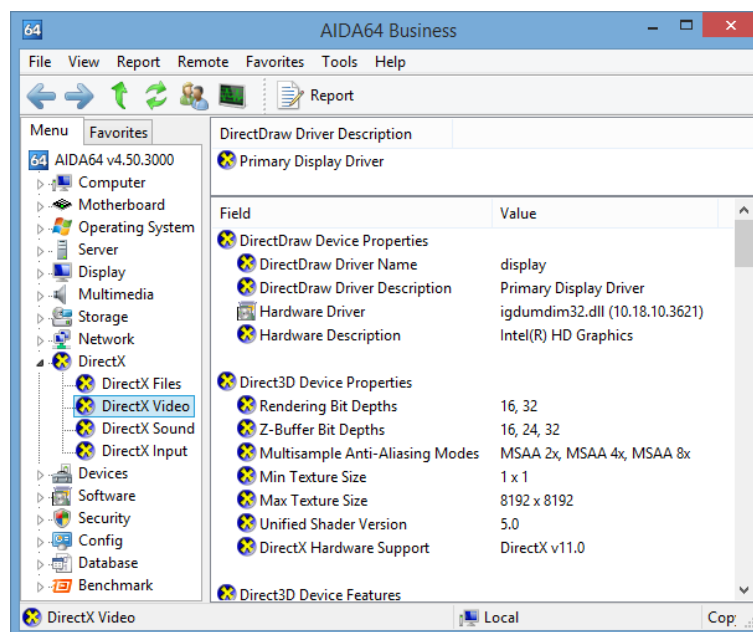 64 AIDA64 Business
File View Report Remote Favorites Tools Help
Report
Menu Favorites
64 AIDA64 v4.50.3000
Computer
Motherboard
Operating System
Server
Display
Multimedia
Storage
Network
DirectX
DirectX Files
DirectX Video
DirectX Sound
DirectX Input
Devices
Software
Security
Config
Database
Benchmark
DirectDraw Driver Description
Primary Display Driver
Field Value
DirectDraw Device Properties
DirectDraw Driver Name display
DirectDraw Driver Description Primary Display Driver
Hardware Driver igdumdim32.dll (10.18.10.3621)
Hardware Description Intel(R) HD Graphics
Direct3D Device Properties
Rendering Bit Depths 16, 32
Z-Buffer Bit Depths 16, 24, 32
Multisample Anti-Aliasing Modes MSAA 2x, MSAA 4x, MSAA 8x
Min Texture Size 1 x 1
Max Texture Size 8192 x 8192
Unified Shader Version 5.0
DirectX Hardware Support DirectX v11.0
Direct3D Device Features
DirectX Video Local